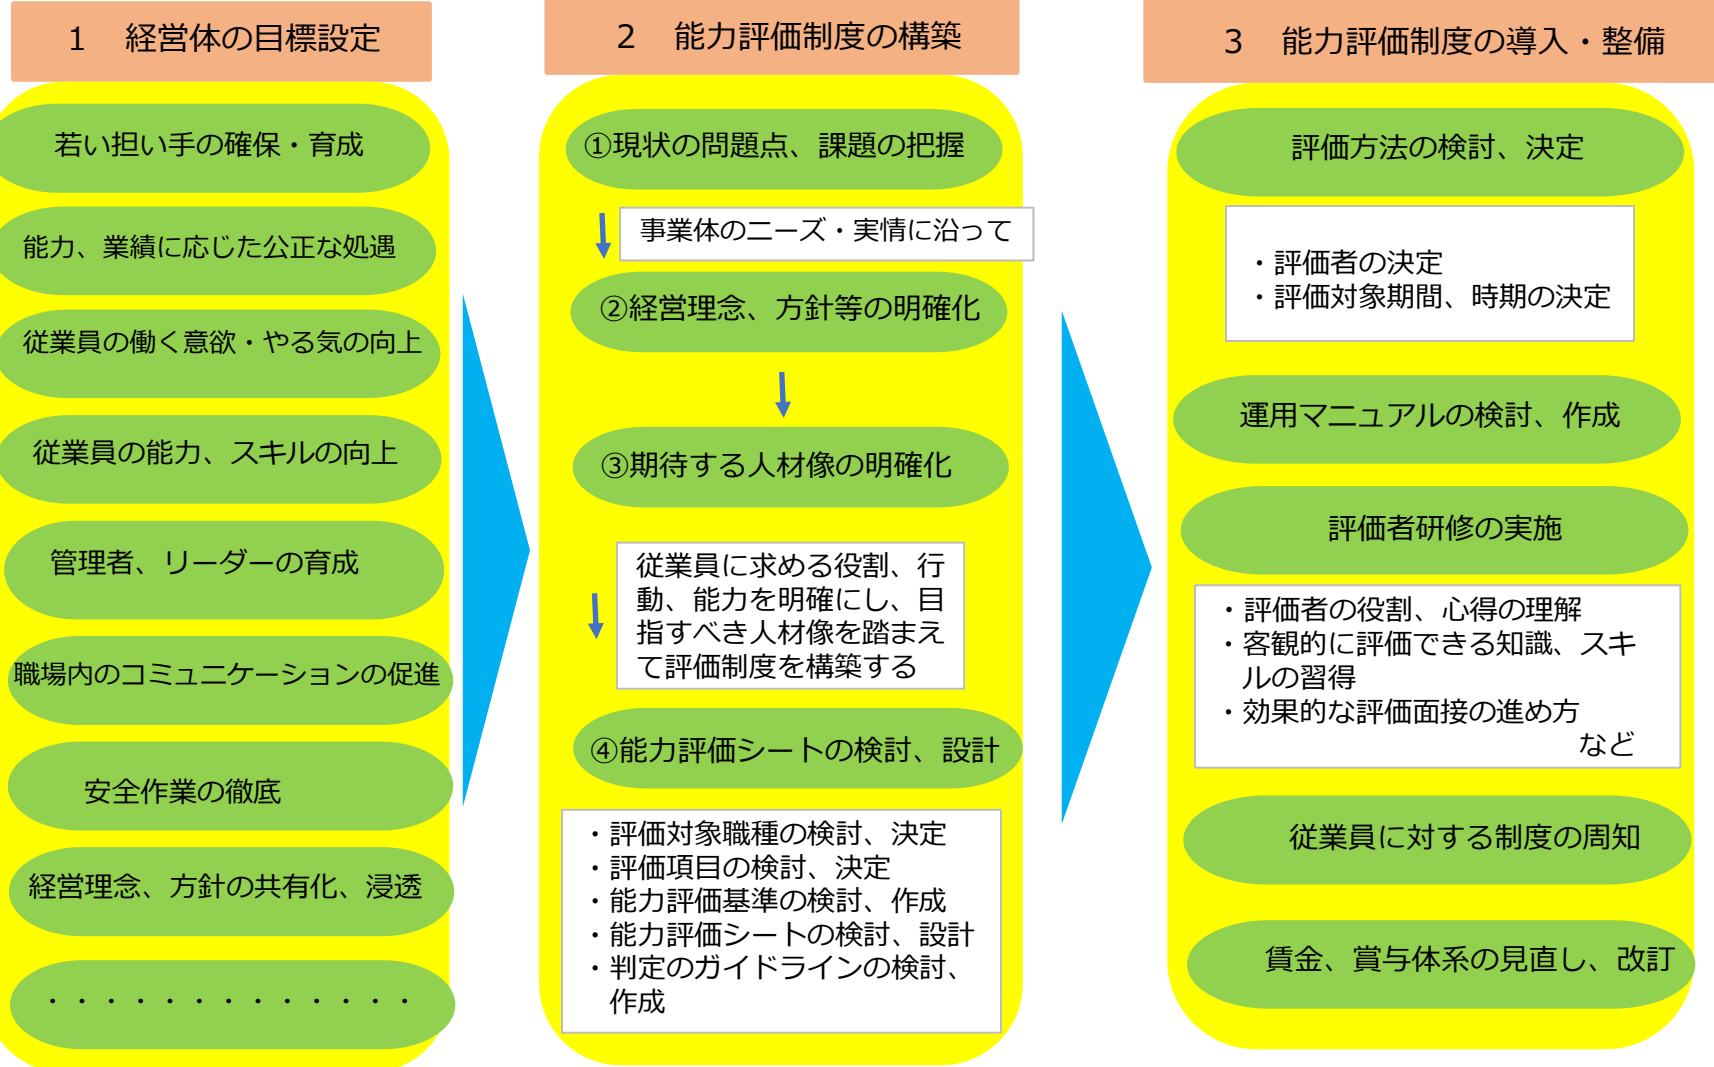 1　経営体の目標設定
若い担い手の確保・育成
能力、業績に応じた公正な処遇
従業員の働く意欲・やる気の向上
従業員の能力、スキルの向上
管理者、リーダーの育成
職場内のコミュニケーションの促進
安全作業の徹底
経営理念、方針の共有化、浸透
・・・・・・・・・・・・・
2　能力評価制度の構築
①現状の問題点、課題の把握
事業体のニーズ・実情に沿って
②経営理念、方針等の明確化
③期待する人材像の明確化
従業員に求める役割、行
動、能力を明確にし、目
指すべき人材像を踏まえ
て評価制度を構築する
④能力評価シートの検討、設計
・評価対象職種の検討、決定
・評価項目の検討、決定
・能力評価基準の検討、作成
・能力評価シートの検討、設計
・判定のガイドラインの検討、
作成
3　能力評価制度の導入・整備
評価方法の検討、決定
・評価者の決定
・評価対象期間、時期の決定
運用マニュアルの検討、作成
評価者研修の実施
・評価者の役割、心得の理解
・客観的に評価できる知識、スキ
ルの習得
・効果的な評価面接の進め方
など
従業員に対する制度の周知
賃金、賞与体系の見直し、改訂